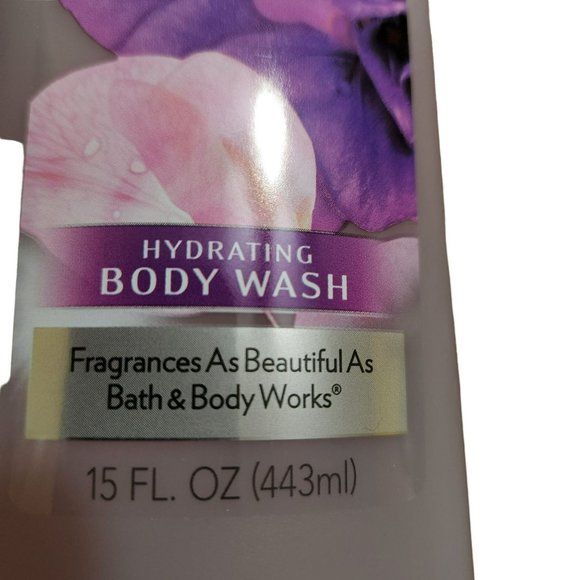 HYDRATING
BODY WASH
Fragrances As Beautiful As
Bath & Body Works®
15 FL. OZ (443ml)